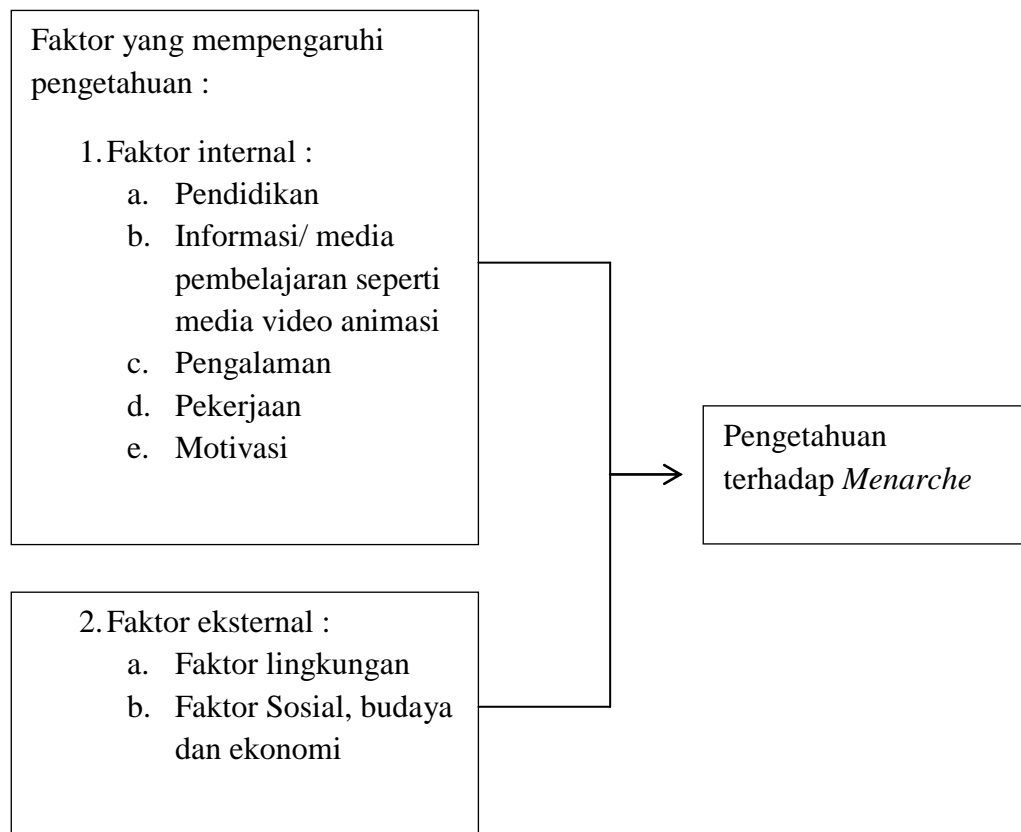 Faktor yang mempengaruhi
pengetahuan :
1. Faktor internal :
a. Pendidikan
b. Informasi/ media
pembelajaran seperti
media video animasi
c. Pengalaman
d. Pekerjaan
e. Motivasi
2. Faktor eksternal :
a. Faktor lingkungan
b. Faktor Sosial, budaya
dan ekonomi
Pengetahuan
terhadap Menarche